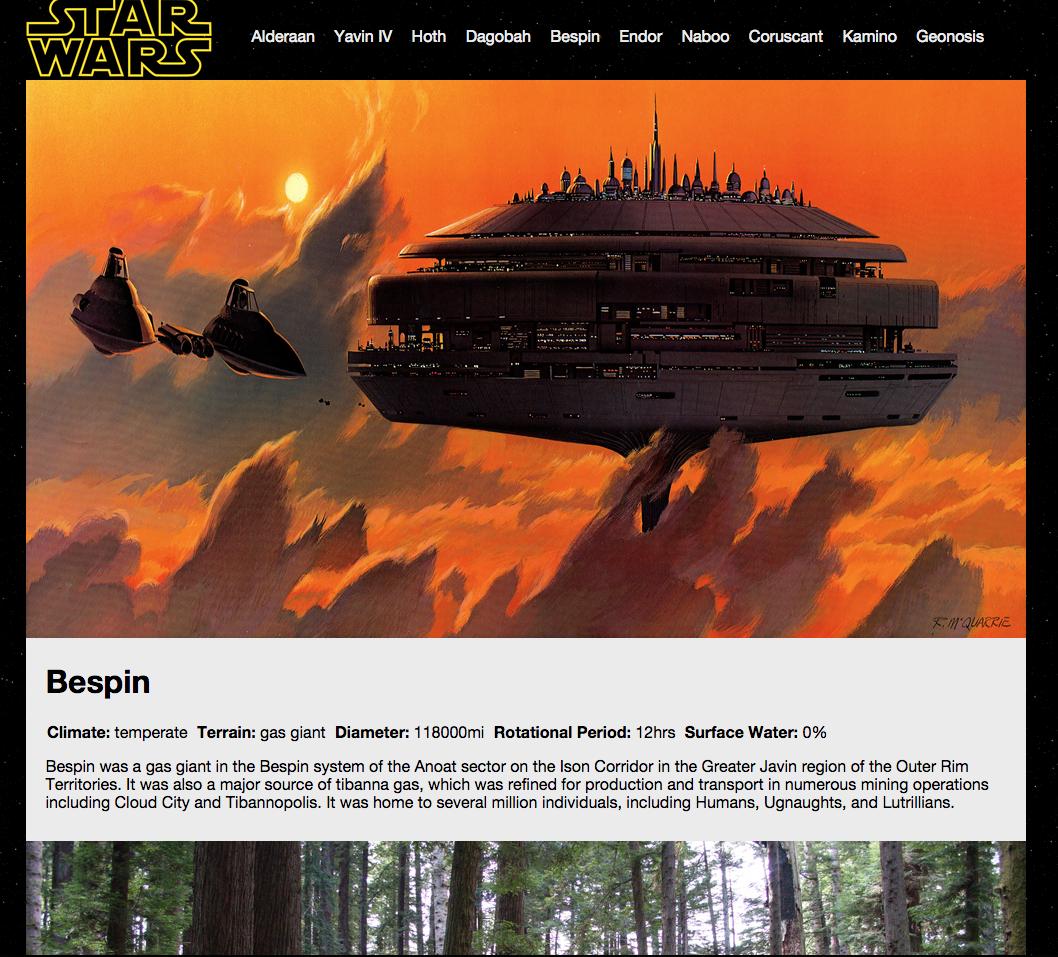 STAR
WARS
Alderaan Yavin IV Hoth Dagobah Bespin Endor Naboo Coruscant Kamino Geonosis
R. McQUARRIE
Bespin
Climate: temperate Terrain: gas giant Diameter: 118000mi Rotational Period: 12hrs Surface Water: 0%
Bespin was a gas giant in the Bespin system of the Anoat sector on the Ison Corridor in the Greater Javin region of the Outer Rim
Territories. It was also a major source of tibanna gas, which was refined for production and transport in numerous mining operations
including Cloud City and Tibannopolis. It was home to several million individuals, including Humans, Ugnaughts, and Lutrillians.